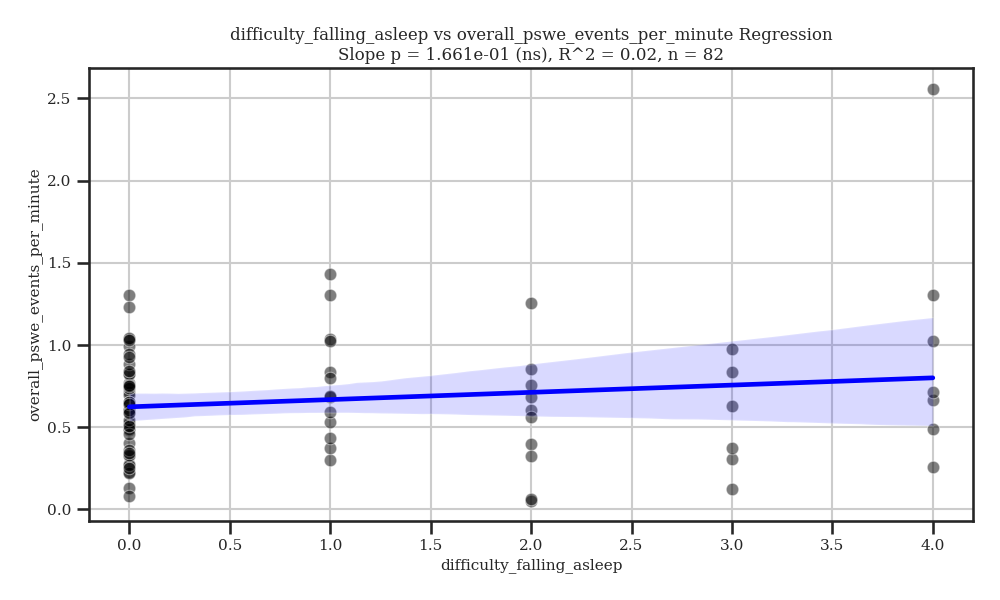 difficulty_falling_asleep vs overall_pswe_events_per_minute Regression
Slope p = 1.661e-01 (ns), R^2 = 0.02, n = 82
overall_pswe_events_per_minute
2.5
2.0
1.5
1.0
0.5
0.0
0.0 0.5 1.0 1.5 2.0 2.5 3.0 3.5 4.0
difficulty_falling_asleep